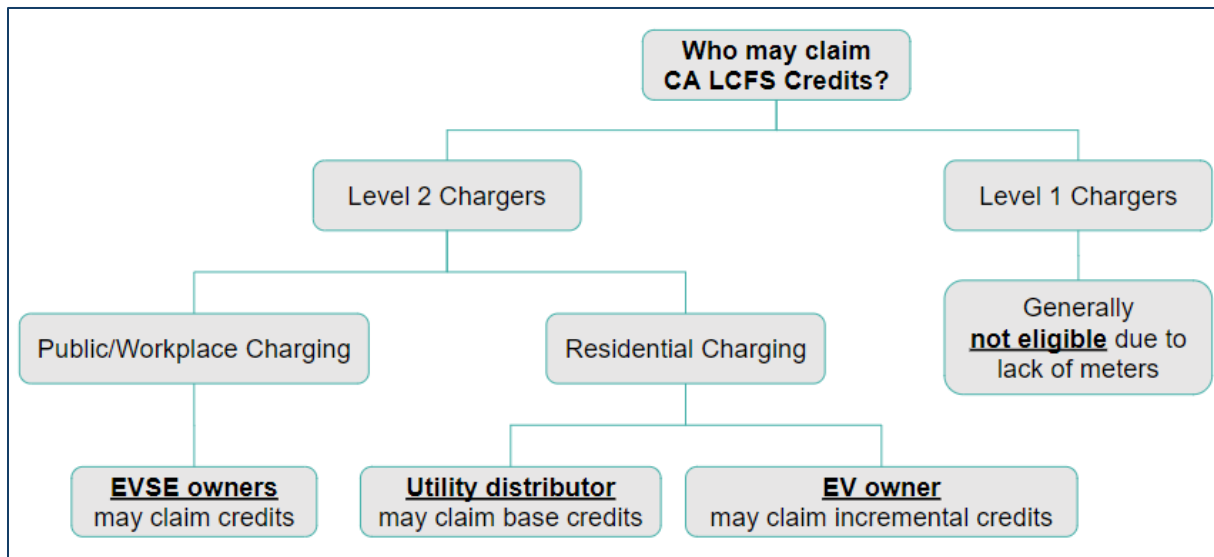 Who may claim
CA LCFS Credits?
Level 2 Chargers
Level 1 Chargers
Public/Workplace Charging
Residential Charging
Generally
not eligible due to
lack of meters
EVSE owners
may claim credits
Utility distributor
may claim base credits
EV owner
may claim incremental credits